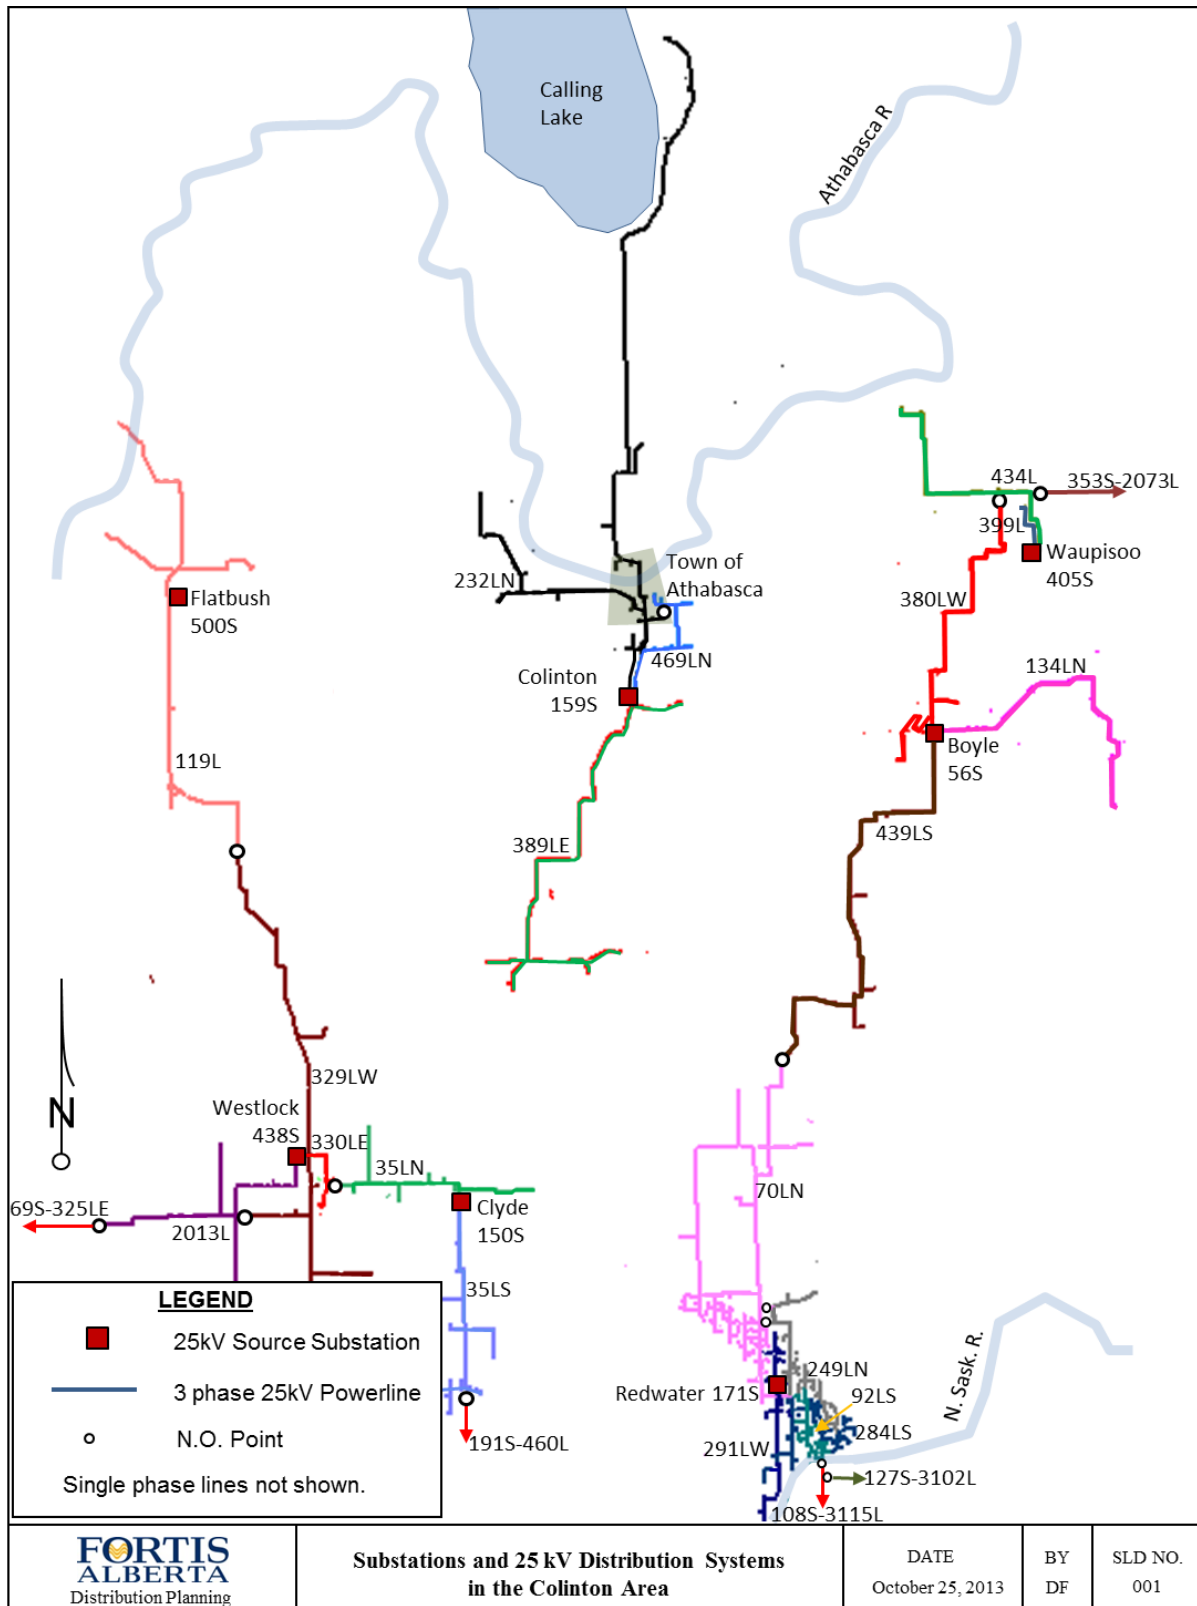 Calling
Lake
Athabasca R
434L
353S-2073L
399L
Waupisoo
405S
Town of
Athabasca
232LN
Flatbush
500S
380LW
469LN
134LN
Colinton
159S
Boyle
56S
119L
439LS
389LE
N
329LW
Westlock
438S
330LE
35LN
70LN
69S-325LE
2013L
Clyde
150S
35LS
LEGEND
25kV Source Substation
3 phase 25kV Powerline
N.O. Point
Single phase lines not shown.
191S-460L
N. Sask. R.
249LN
Redwater 171S
92LS
284LS
291LW
127S-3102L
108S-3115L
FORTIS
ALBERTA
Distribution Planning
Substations and 25 kV Distribution Systems
in the Colinton Area
DATE
October 25, 2013
BY
DF
SLD NO.
001